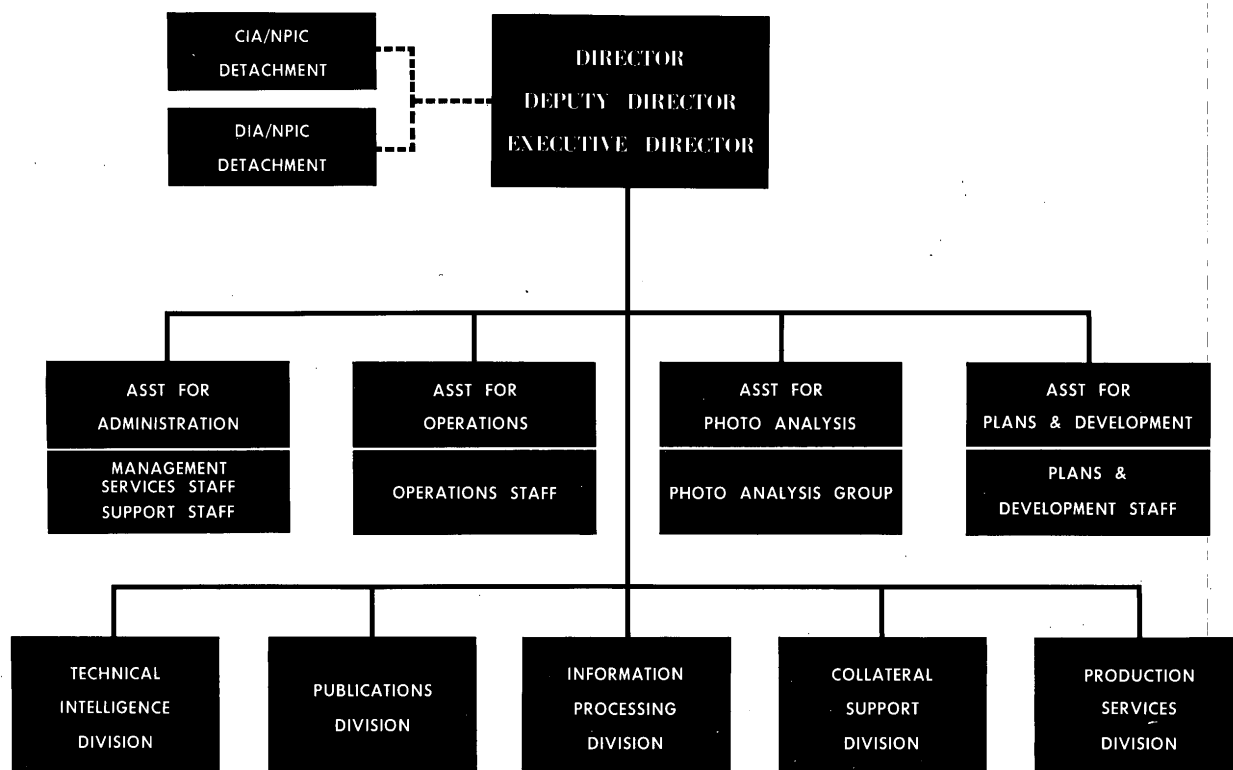 CIA/NPIC
DETACHMENT
DIA/NPIC
DETACHMENT
DIRECTOR
DEPUTY DIRECTOR
EXECUTIVE DIRECTOR
ASST FOR
ADMINISTRATION
MANAGEMENT
SERVICES STAFF
SUPPORT STAFF
ASST FOR
OPERATIONS
OPERATIONS STAFF
ASST FOR
PHOTO ANALYSIS
PHOTO ANALYSIS GROUP
ASST FOR
PLANS & DEVELOPMENT
PLANS &
DEVELOPMENT STAFF
TECHNICAL
INTELLIGENCE
DIVISION
PUBLICATIONS
DIVISION
INFORMATION
PROCESSING
DIVISION
COLLATERAL
SUPPORT
DIVISION
PRODUCTION
SERVICES
DIVISION